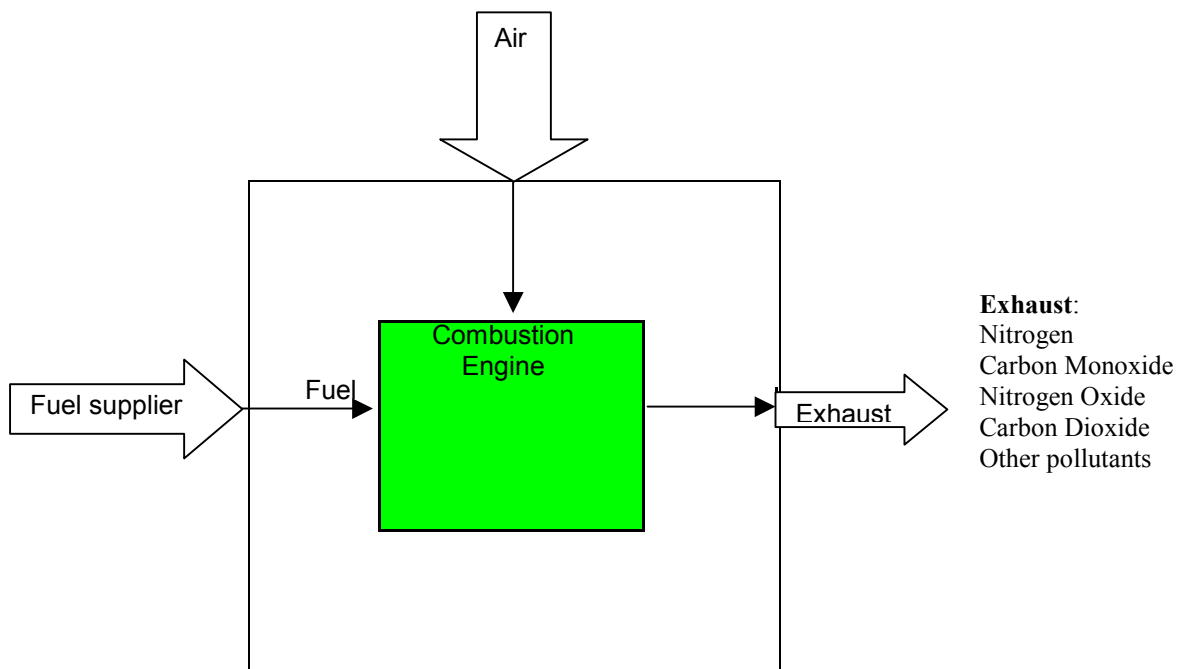 Air
Combustion
Engine
Fuel supplier
Fuel
Exhaust
Exhaust:
Nitrogen
Carbon Monoxide
Nitrogen Oxide
Carbon Dioxide
Other pollutants